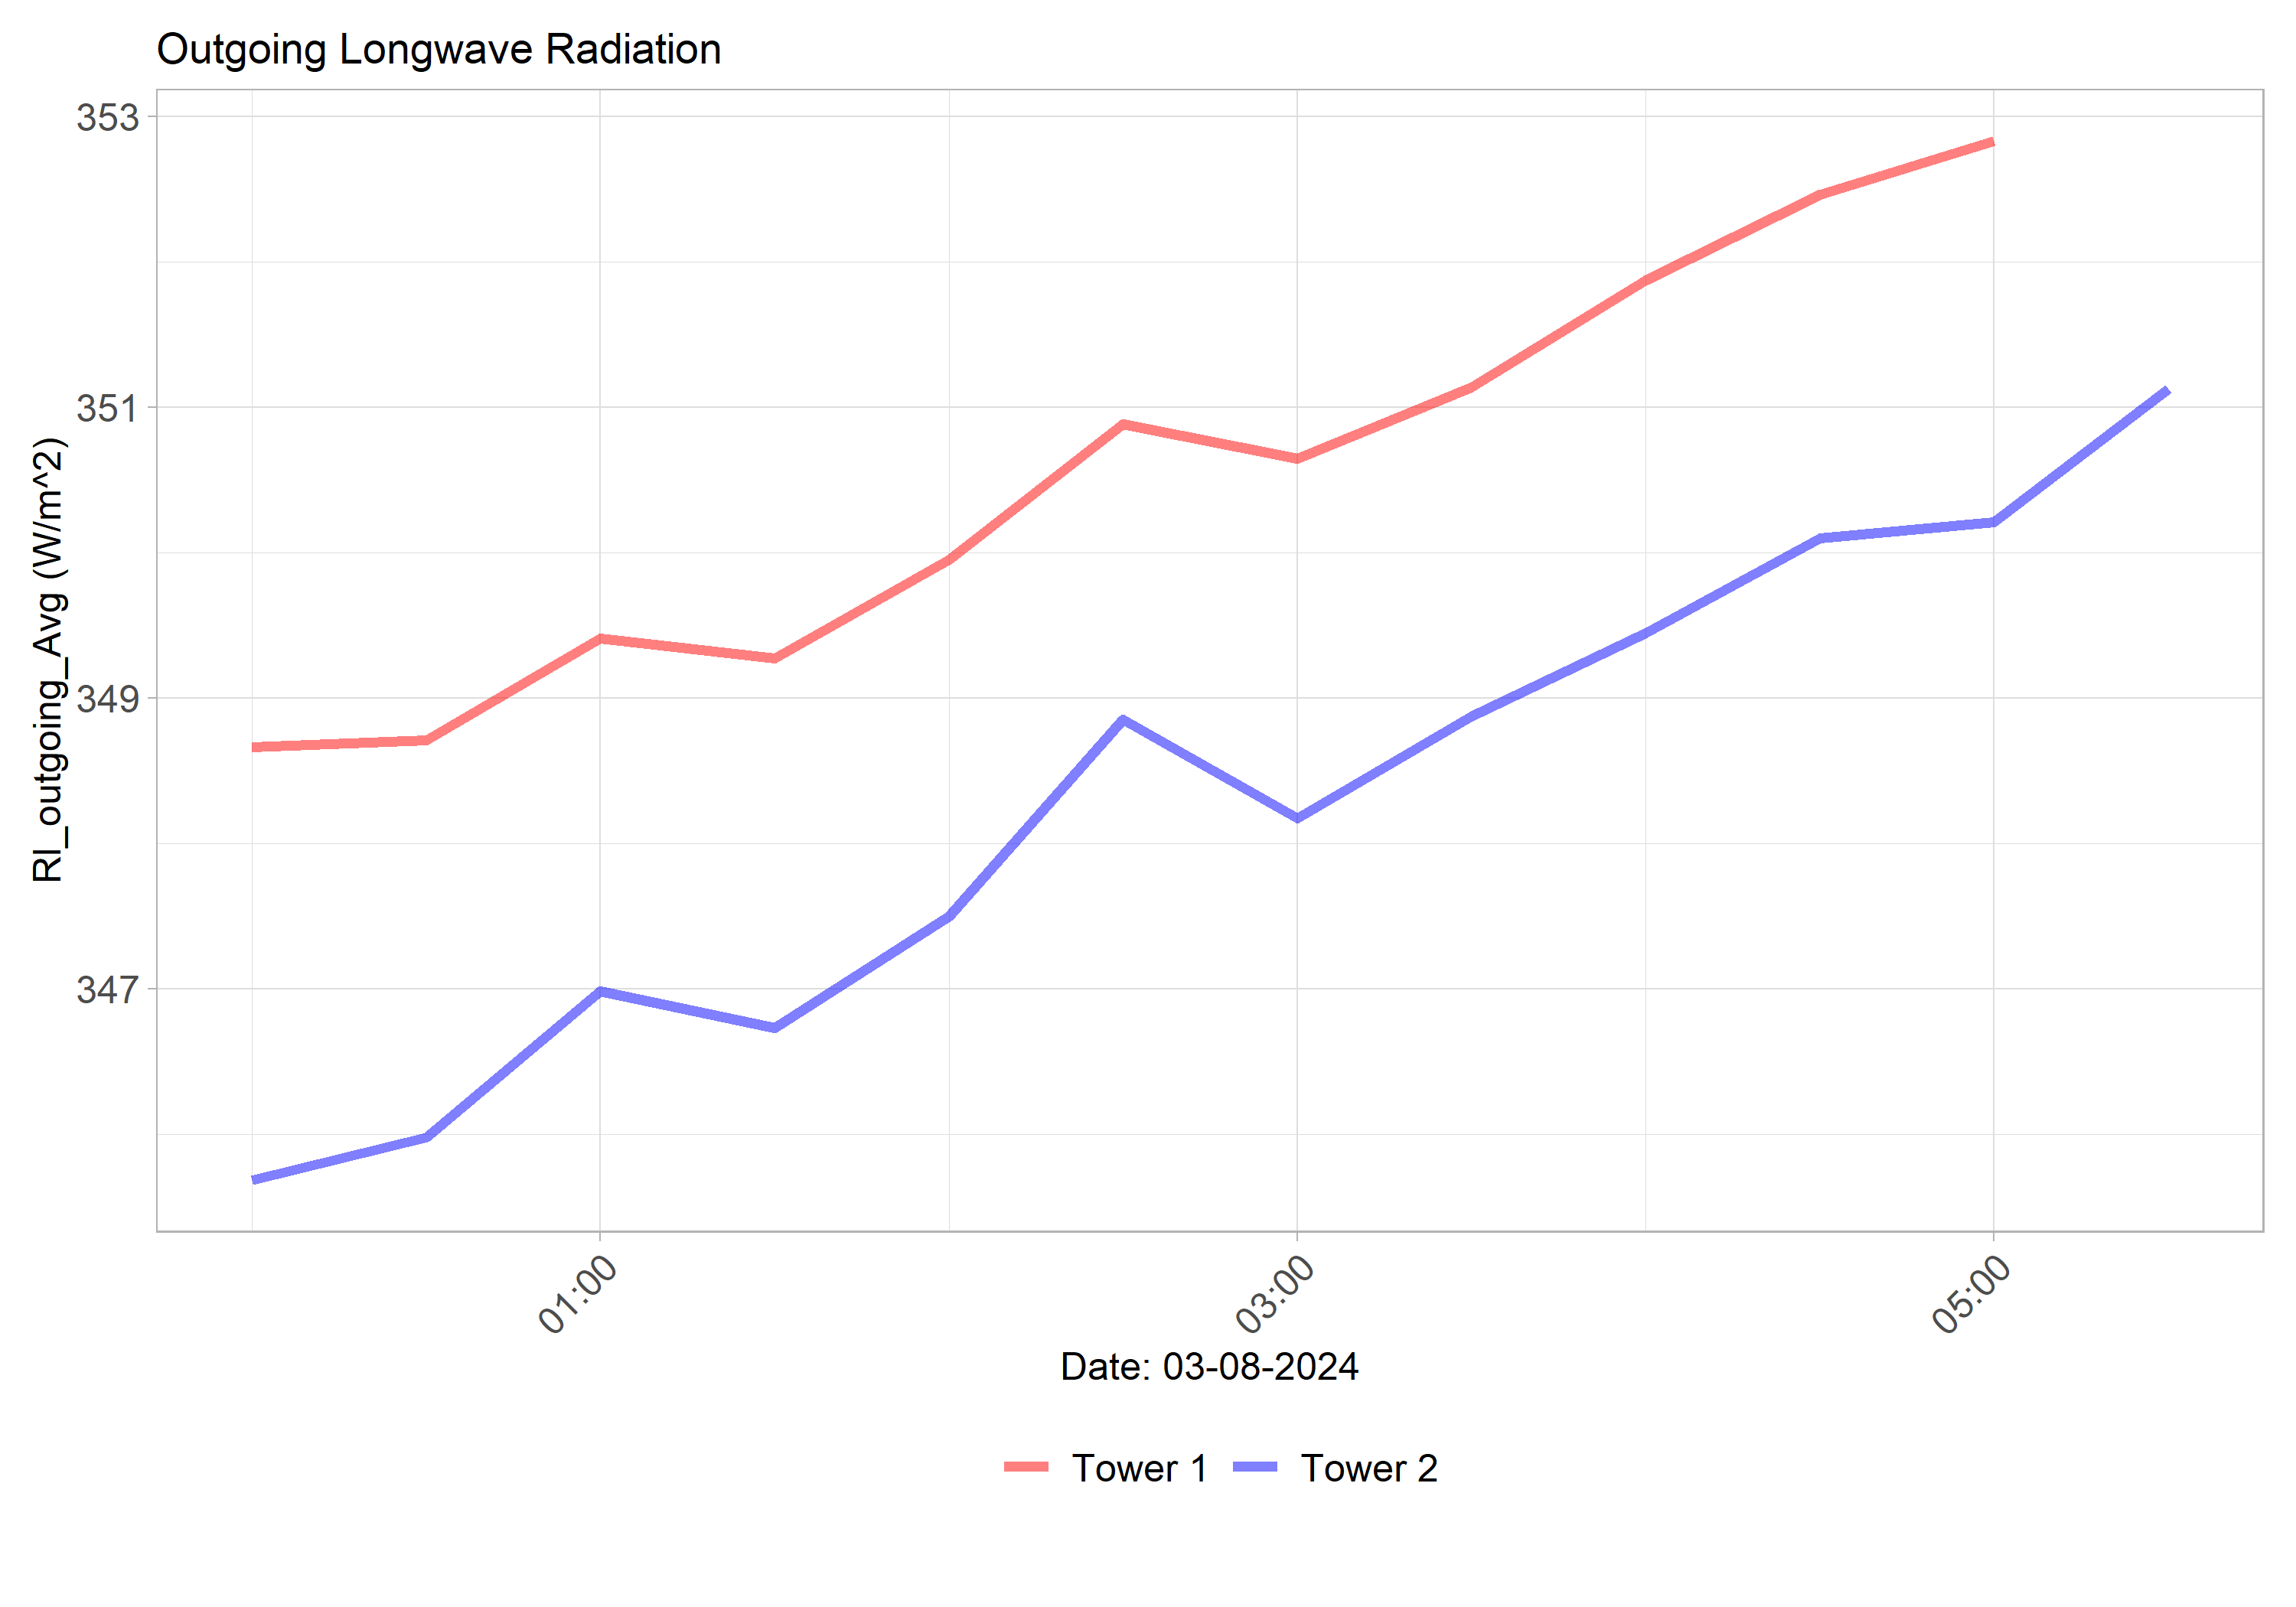 Outgoing Longwave Radiation
Rl_outgoing_Avg (W/m^2)
353
351
349
347
01:00
03:00
05:00
Date: 03-08-2024
Tower 1
Tower 2